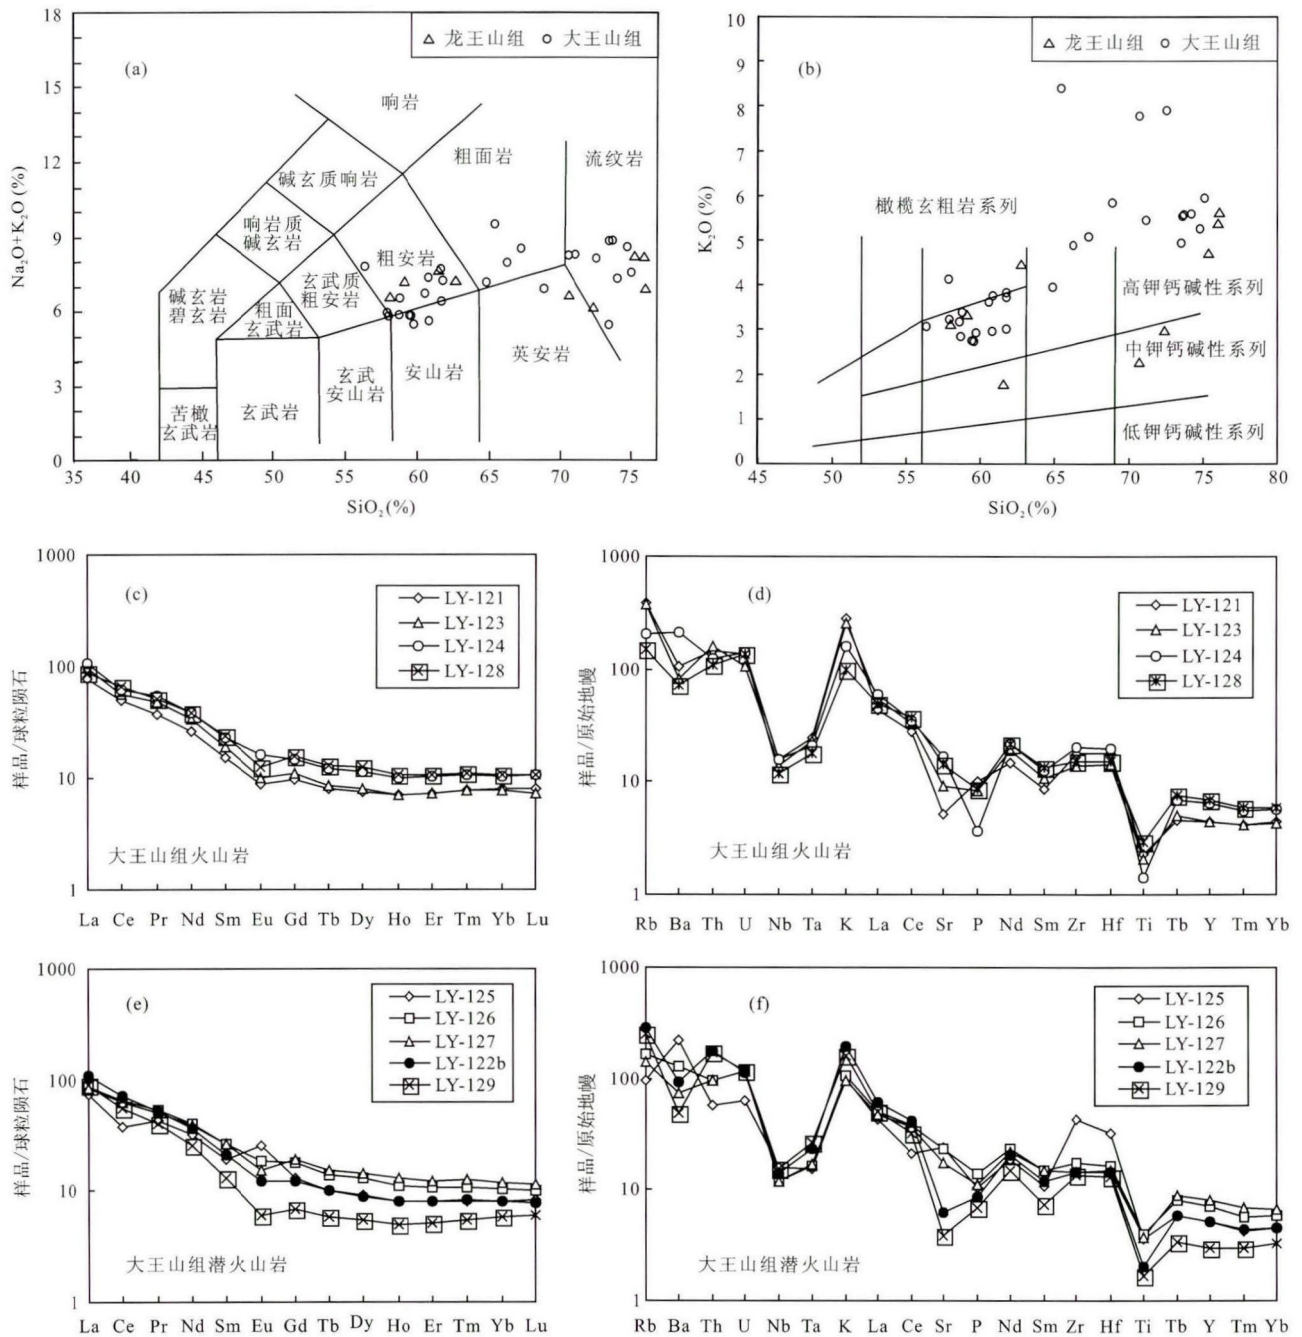 18
15
12
9
6
3
0
Na₂O+K₂O (%)
(a)
△ 龙王山组 ○ 大王山组
响岩
粗面岩
流纹岩
碱玄质响岩
响岩质
碱玄岩
粗安岩
玄武质
粗安岩
碱玄岩
碧玄岩
粗面
玄武岩
英安岩
玄武
安山岩
安山岩
苦橄
玄武岩
玄武岩
35 40 45 50 55 60 65 70 75
SiO₂(%)
10
9
8
7
6
5
4
3
2
1
0
K₂O (%)
(b)
△ 龙王山组 ○ 大王山组
橄榄玄粗岩系列
高钾钙碱性系列
中钾钙碱性系列
低钾钙碱性系列
45 50 55 60 65 70 75 80
SiO₂(%)
1000
100
10
1
样品/球粒陨石
(c)
LY-121
LY-123
LY-124
LY-128
大王山组火山岩
La Ce Pr Nd Sm Eu Gd Tb Dy Ho Er Tm Yb Lu
1000
100
10
1
样品/原始地幔
(d)
LY-121
LY-123
LY-124
LY-128
大王山组火山岩
Rb Ba Th U Nb Ta K La Ce Sr P Nd Sm Zr Hf Ti Tb Y Tm Yb
1000
100
10
1
样品/球粒陨石
(e)
LY-125
LY-126
LY-127
LY-122b
LY-129
大王山组潜火山岩
La Ce Pr Nd Sm Eu Gd Tb Dy Ho Er Tm Yb Lu
1000
100
10
1
样品/原始地幔
(f)
LY-125
LY-126
LY-127
LY-122b
LY-129
大王山组潜火山岩
Rb Ba Th U Nb Ta K La Ce Sr P Nd Sm Zr Hf Ti Tb Y Tm Yb